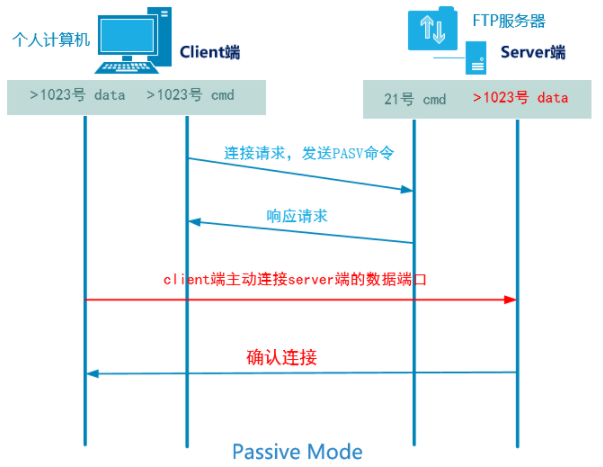 个人计算机
Client端
FTP服务器
Server端
>1023号 data >1023号 cmd
21号 cmd >1023号 data
连接请求，发送PASV命令
响应请求
client端主动连接server端的数据端口
确认连接
Passive Mode